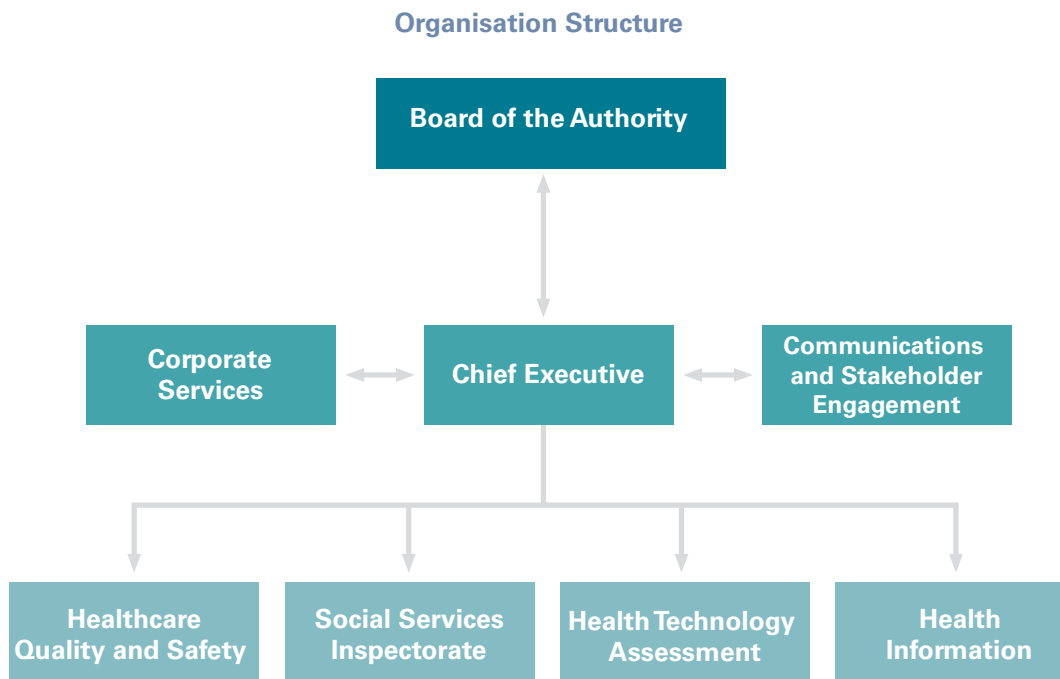 Organisation Structure
Board of the Authority
Corporate
Services
Chief Executive
Communications
and Stakeholder
Engagement
Healthcare
Quality and Safety
Social Services
Inspectorate
Health Technology
Assessment
Health
Information